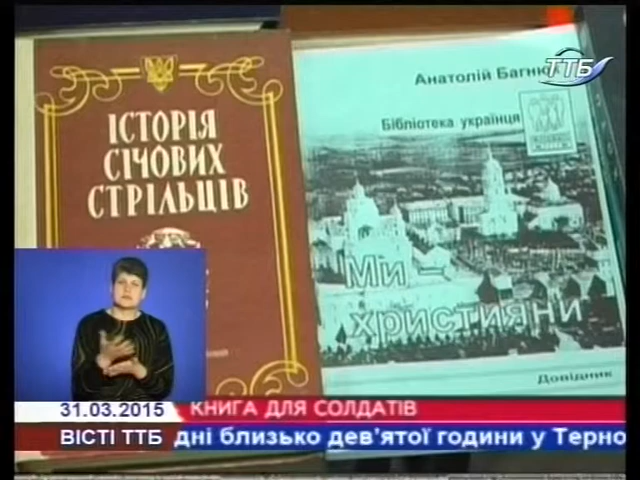 ІСТОРІЯ
СІЧОВИХ
СТРІЛЬЦІВ
Анатолій Багнюк
Бібліотека українця
Ми –
християни
Довідник
ТТБ
31.03.2015
КНИГА ДЛЯ СОЛДАТІВ
ВІСТІ ТТБ
дні близько дев'ятої години у Терно